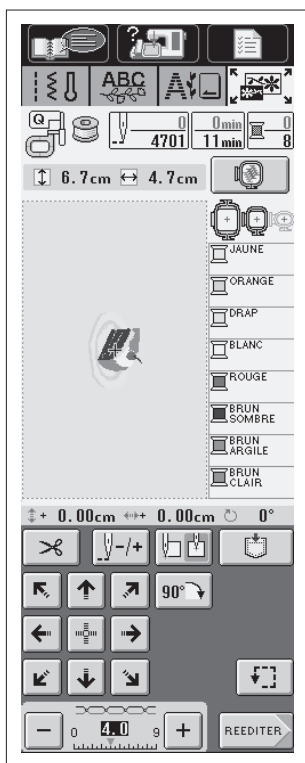 ABC
A
Q
0 0min 0
4701 11min 8
6.7cm 4.7cm
JAUNE
ORANGE
DRAP
BLANC
ROUGE
BRUN
SOMBRE
BRUN
ARGILE
BRUN
CLAIR
+ 0.00cm + 0.00cm 0°
-/+
90°
- 0 4.0 9 +
REEDITER